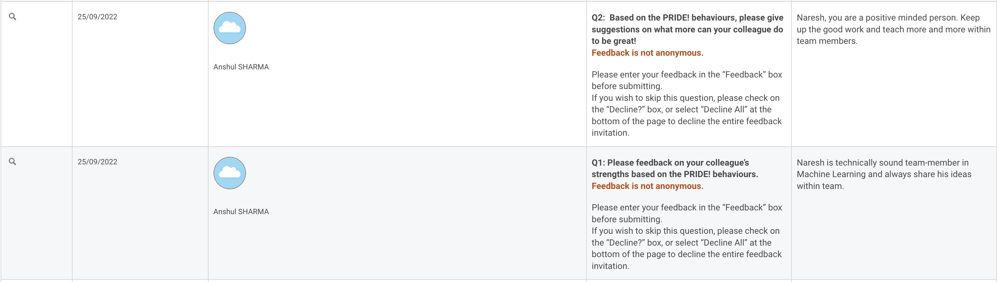 25/09/2022
Anshul SHARMA
Q2:  Based on the PRIDE! behaviours, please give
suggestions on what more can your colleague do
to be great!
Feedback is not anonymous.
Please enter your feedback in the “Feedback” box
before submitting.
If you wish to skip this question, please check on
the “Decline?” box, or select “Decline All” at the
bottom of the page to decline the entire feedback
invitation.
Naresh, you are a positive minded person. Keep
up the good work and teach more and more within
team members.
25/09/2022
Anshul SHARMA
Q1: Please feedback on your colleague’s
strengths based on the PRIDE! behaviours.
Feedback is not anonymous.
Please enter your feedback in the “Feedback” box
before submitting.
If you wish to skip this question, please check on
the “Decline?” box, or select “Decline All” at the
bottom of the page to decline the entire feedback
invitation.
Naresh is technically sound team-member in
Machine Learning and always share his ideas
within team.